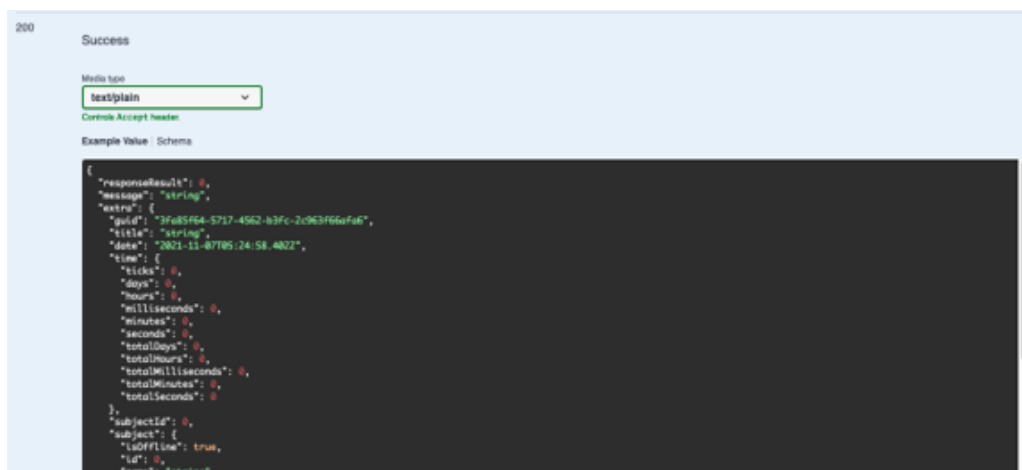 200
Success
Media type
text/plain
Controls Accept header.
Example Value | Schema
{
"responseResult": 0,
"message": "string",
"extra": {
"guid": "3fa85f64-5717-4562-b3fc-2c963f66afa6",
"title": "string",
"date": "2021-11-07T05:24:58.402Z",
"time": {
"ticks": 0,
"days": 0,
"hours": 0,
"milliseconds": 0,
"minutes": 0,
"seconds": 0,
"totalDays": 0,
"totalHours": 0,
"totalMilliseconds": 0,
"totalMinutes": 0,
"totalSeconds": 0
},
"subjectId": 0,
"subject": {
"isOffline": true,
"id": 0,